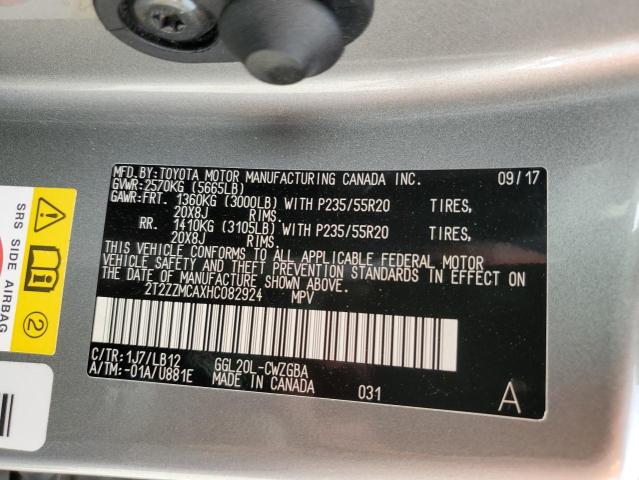 MFD. BY: TOYOTA MOTOR MANUFACTURING CANADA INC. 09/17
GVWR: 2570KG (5665LB)
GAWR: FRT. 1360KG (3000LB) WITH P235/55R20 TIRES,
20X8J RIMS.
RR. 1410KG (3105LB) WITH P235/55R20 TIRES,
20X8J RIMS.
THIS VEHICLE CONFORMS TO ALL APPLICABLE FEDERAL MOTOR
VEHICLE SAFETY AND THEFT PREVENTION STANDARDS IN EFFECT ON
THE DATE OF MANUFACTURE SHOWN ABOVE.
2T2ZZMCAXHC082924 MPV
C/TR: 1J7/LB12 GGL20L-CWZGBA
A/TM: -01A/U881E MADE IN CANADA 031 A
SRS SIDE AIRBAG
2